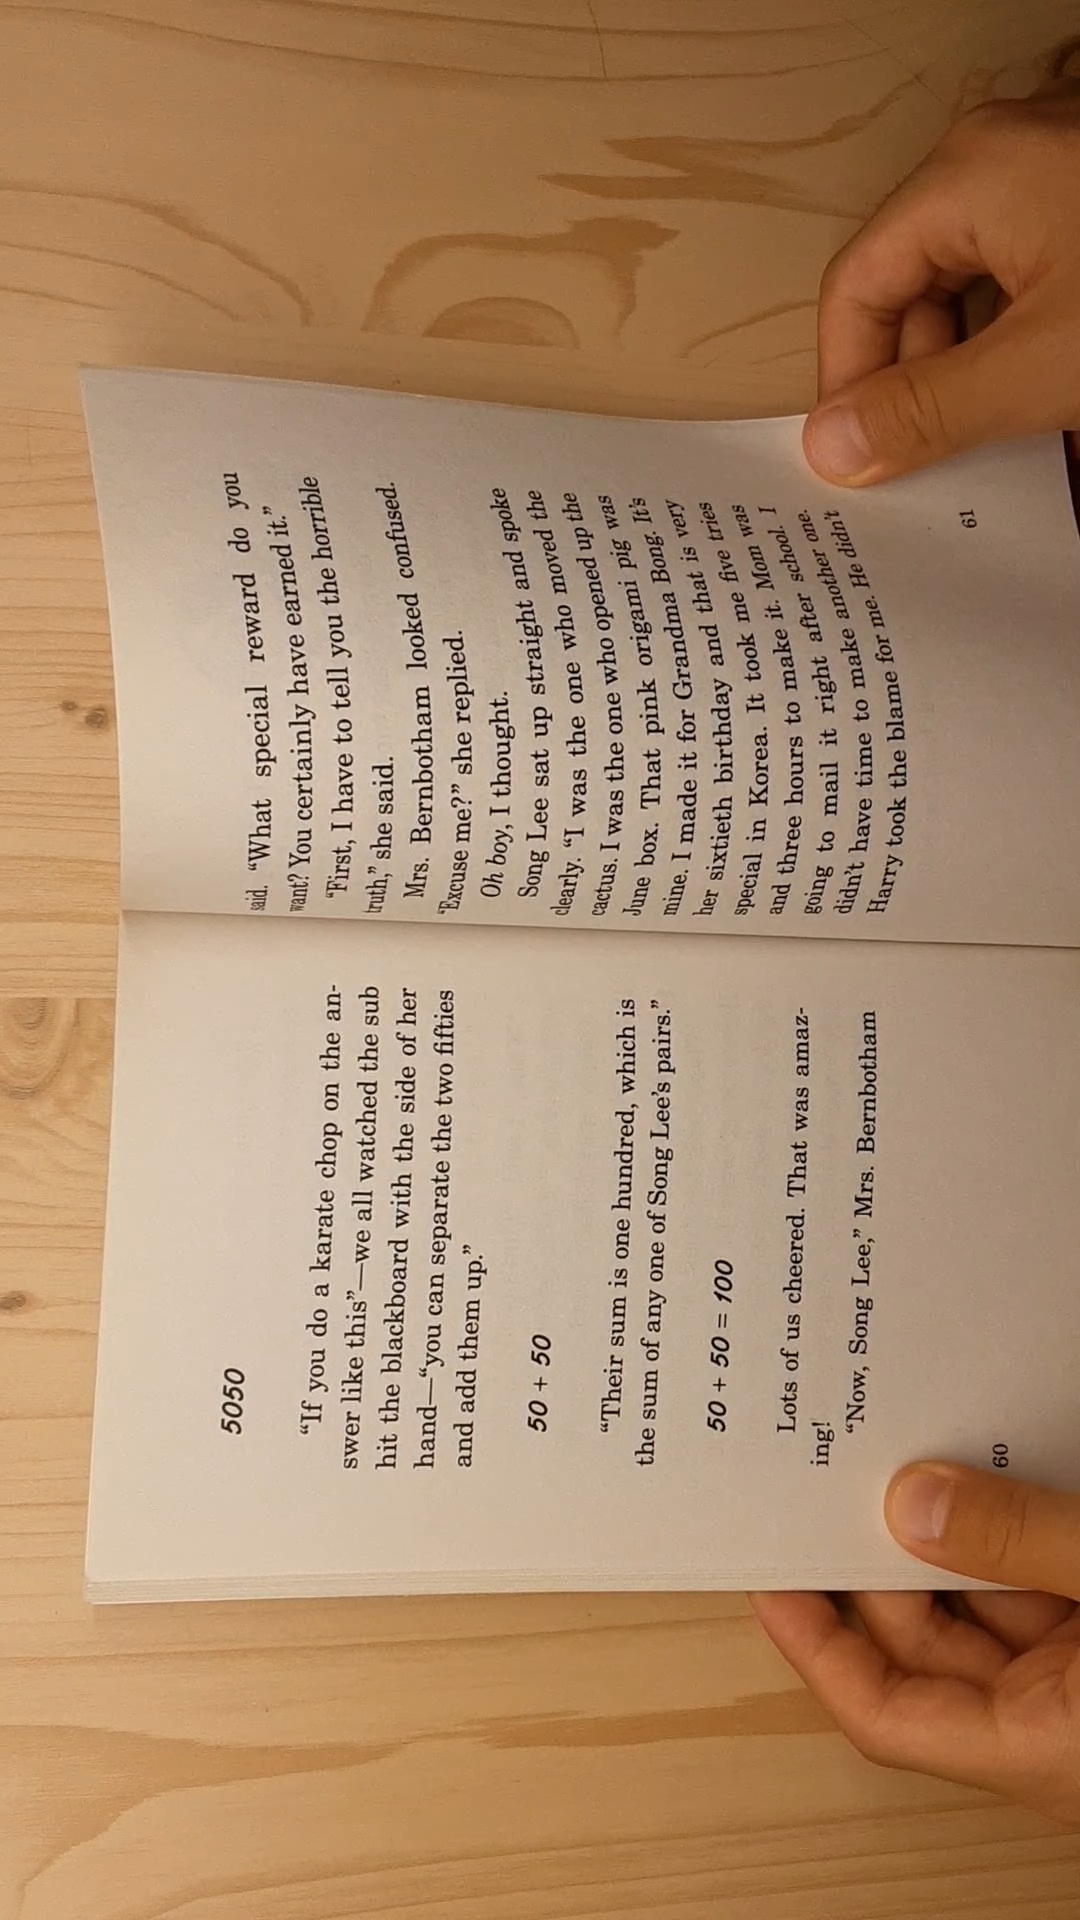 5050
“If you do a karate chop on the an-
swer like this”—we all watched the sub
hit the blackboard with the side of her
hand—“you can separate the two fifties
and add them up.”
50 + 50
“Their sum is one hundred, which is
the sum of any one of Song Lee’s pairs.”
50 + 50 = 100
Lots of us cheered. That was amaz-
ing!
“Now, Song Lee,” Mrs. Bernbotham
60
said. “What special reward do you
want? You certainly have earned it.”
“First, I have to tell you the horrible
truth,” she said.
Mrs. Bernbotham looked confused.
“Excuse me?” she replied.
Oh boy, I thought.
Song Lee sat up straight and spoke
clearly. “I was the one who moved the
cactus. I was the one who opened up the
June box. That pink origami pig was
mine. I made it for Grandma Bong. It’s
her sixtieth birthday and that is very
special in Korea. It took me five tries
and three hours to make it. Mom was
going to mail it right after school. I
didn’t have time to make another one.
Harry took the blame for me. He didn’t
61